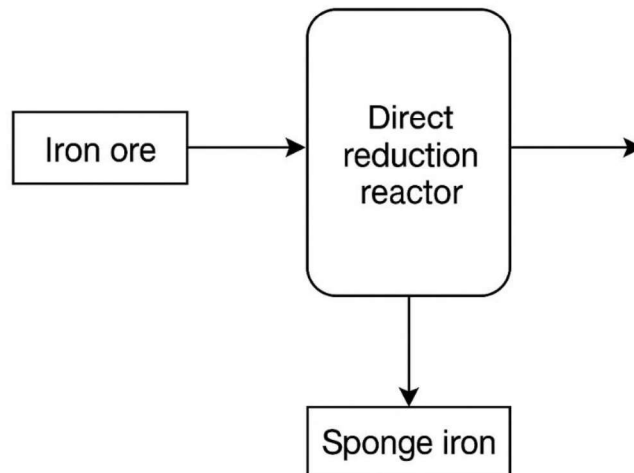 Iron ore
Direct
reduction
reactor
Sponge iron